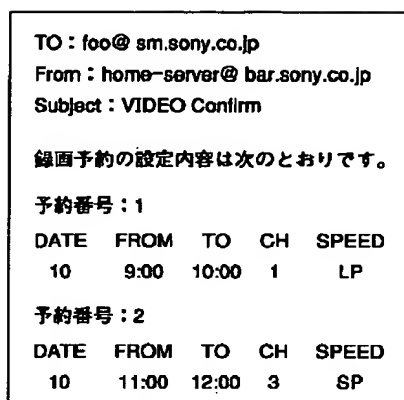 TO：foo@ sm.sony.co.jp
From：home-server@ bar.sony.co.jp
Subject：VIDEO Confirm
録画予約の設定内容は次のとおりです。
予約番号：1
DATE FROM TO CH SPEED
10 9:00 10:00 1 LP
予約番号：2
DATE FROM TO CH SPEED
10 11:00 12:00 3 SP